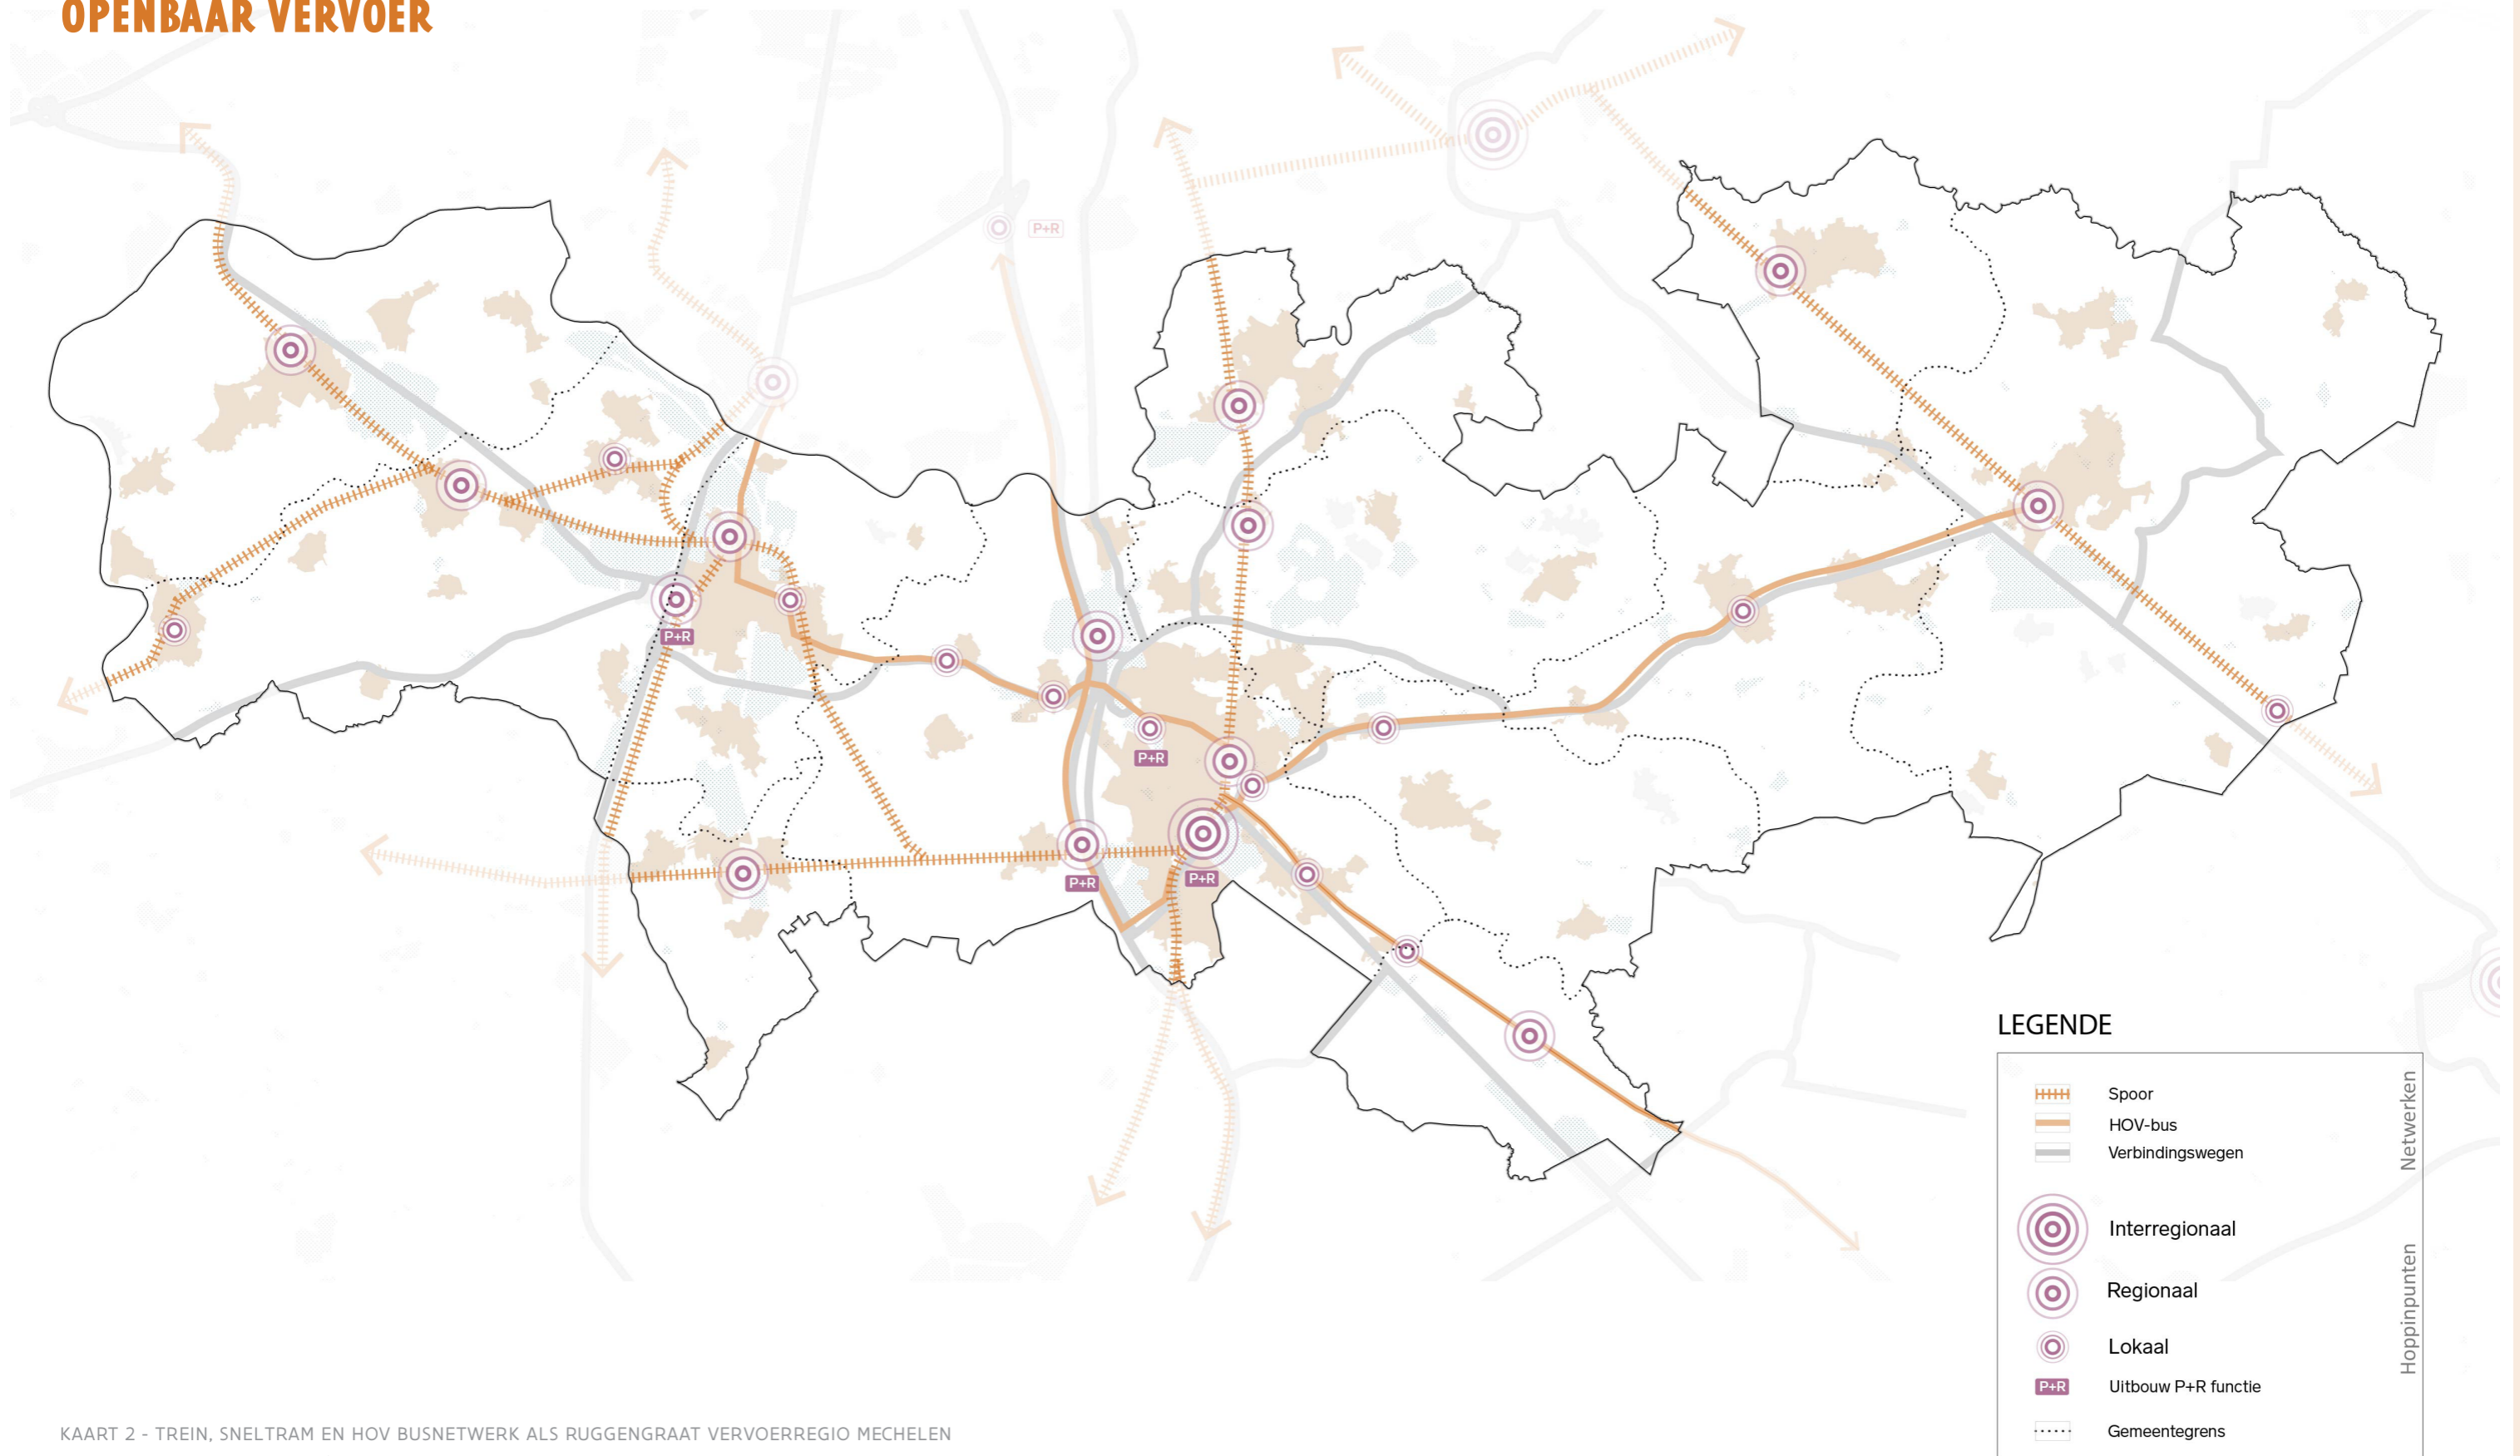 OPENBAAR VERVOER
P+R
P+R
P+R
P+R
P+R
LEGENDE
Spoor
HOV-bus
Verbindingswegen
Netwerken
Interregionaal
Regionaal
Lokaal
P+R Uitbouw P+R functie
Gemeentegrens
Hoppinpunten
KAART 2 - TREIN, SNELTRAM EN HOV BUSNETWERK ALS RUGGENGRAAT VERVOERREGIO MECHELEN